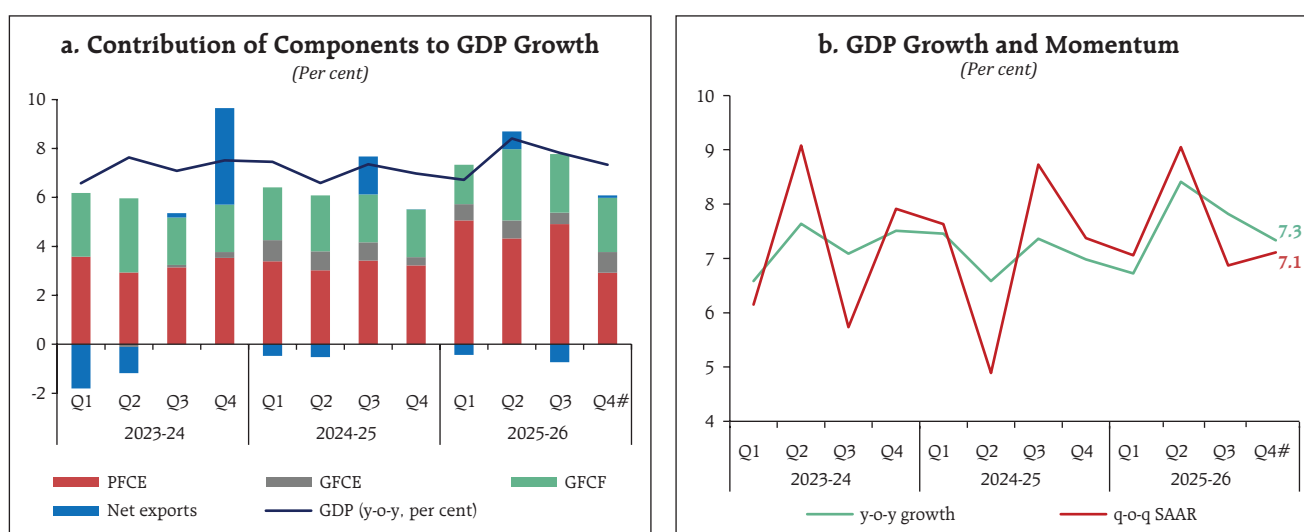 a. Contribution of Components to GDP Growth
(Per cent)
10
8
6
4
2
0
-2
Q1 Q2 Q3 Q4 Q1 Q2 Q3 Q4 Q1 Q2 Q3 Q4#
2023-24 2024-25 2025-26
PFCE GFCE GFCF
Net exports GDP (y-o-y, per cent)
b. GDP Growth and Momentum
(Per cent)
10
9
8
7
6
5
4
7.3
7.1
Q1 Q2 Q3 Q4 Q1 Q2 Q3 Q4 Q1 Q2 Q3 Q4#
2023-24 2024-25 2025-26
y-o-y growth q-o-q SAAR